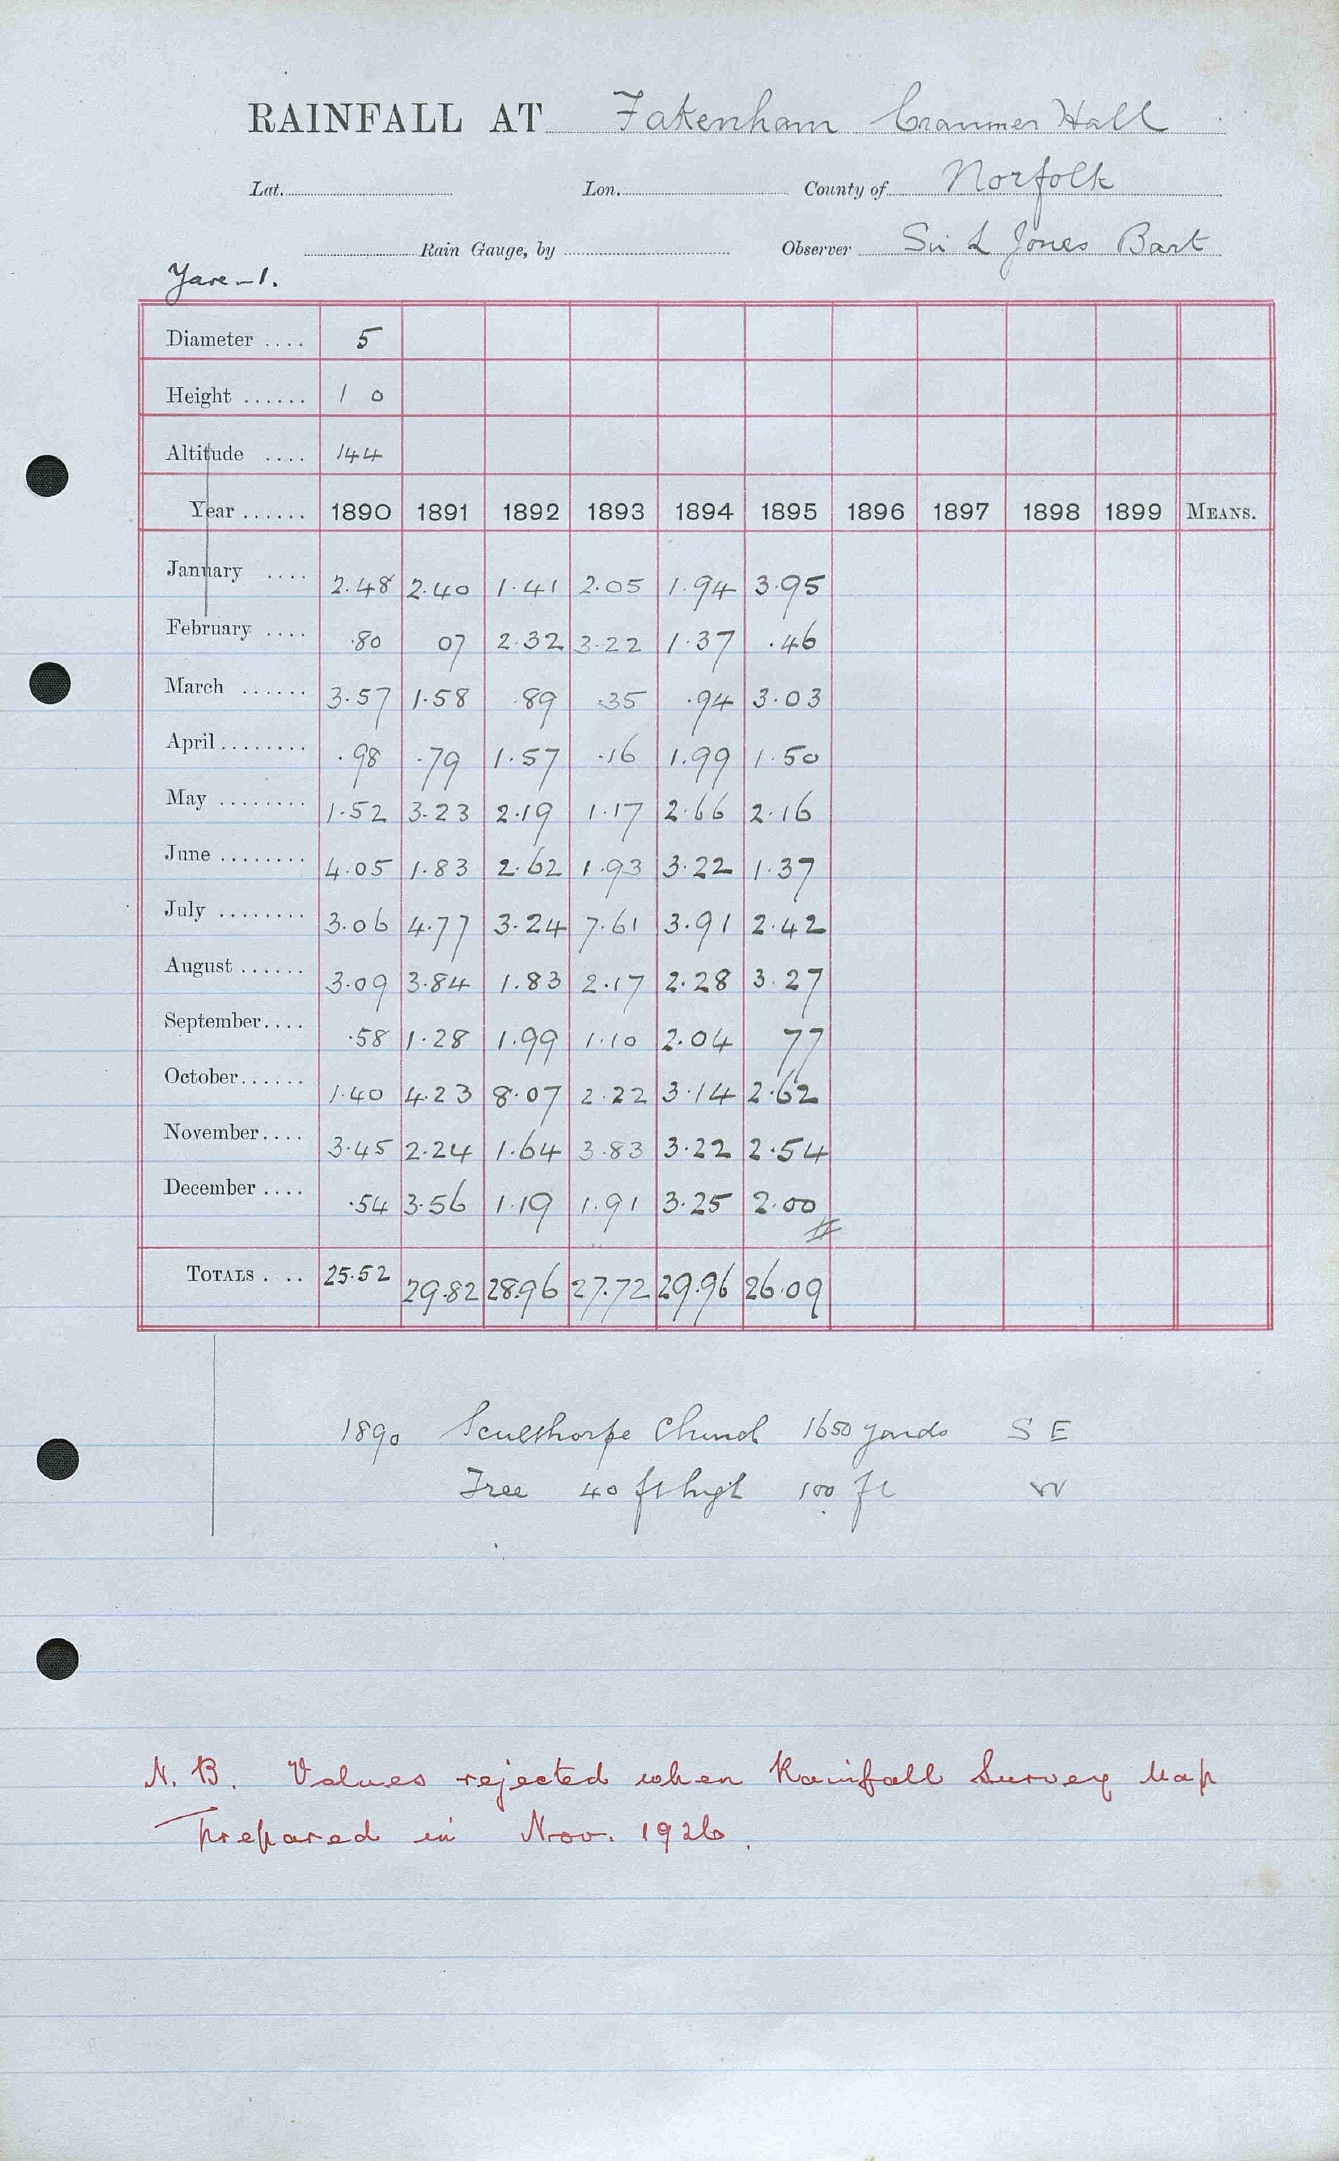 RAINFALL AT Fakenham Cranmer Hall
Lat. Lon. County of Norfolk
Rain Gauge, by Observer Sir L Jones Bart
Yare-1.
Diameter .... 5
Height ...... 1 0
Altitude .... 144
Year ...... 1890 1891 1892 1893 1894 1895 1896 1897 1898 1899 MEANS.
January .... 2.48 2.40 1.41 2.05 1.94 3.95
February .... .80 07 2.32 3.22 1.37 .46
March ...... 3.57 1.58 .89 .35 .94 3.03
April ........ .98 .79 1.57 .16 1.99 1.50
May ........ 1.52 3.23 2.19 1.17 2.66 2.16
June ........ 4.05 1.83 2.62 1.93 3.22 1.37
July ........ 3.06 4.77 3.24 7.61 3.91 2.42
August ...... 3.09 3.84 1.83 2.17 2.28 3.27
September.... .58 1.28 1.99 1.10 2.04 77
October...... 1.40 4.23 8.07 2.22 3.14 2.62
November.... 3.45 2.24 1.64 3.83 3.22 2.54
December .... .54 3.56 1.19 1.91 3.25 2.00
TOTALS .... 25.52 29.82 28.96 27.72 29.96 26.09
1890 Sculthorpe Church 1650 yards S E
Tree 40 ft high 100 ft W
N.B. Values rejected when Rainfall Survey Map
prepared in Nov. 1926.